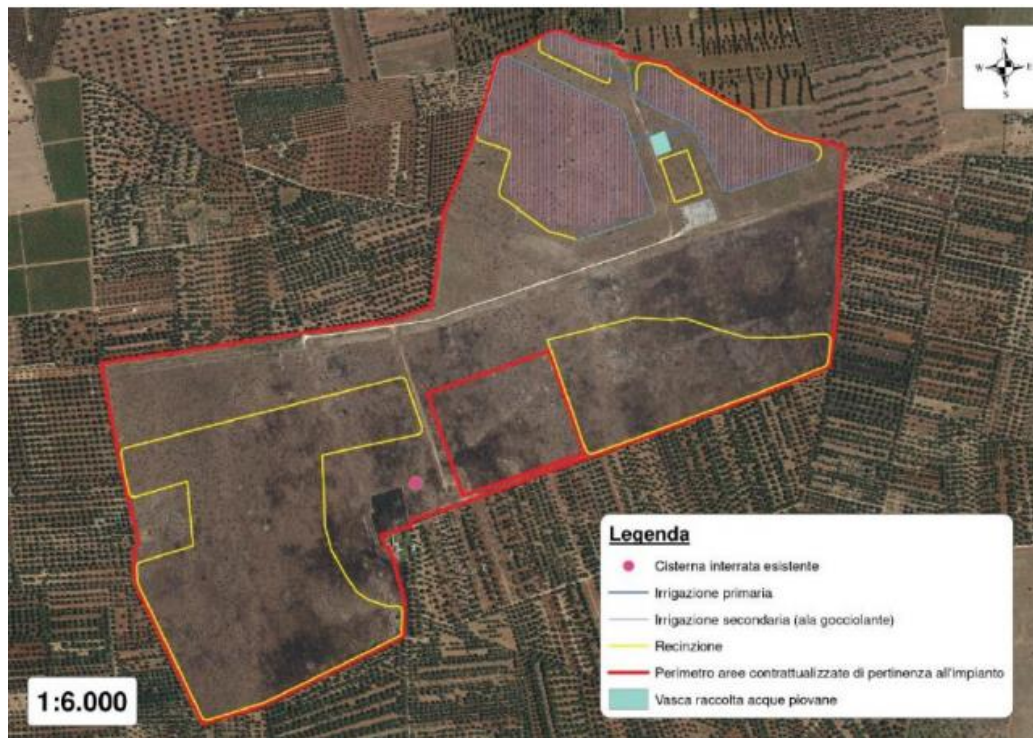 N
W E
S
Legenda
Cisterna interrata esistente
Irrigazione primaria
Irrigazione secondaria (ala gocciolante)
Recinzione
Perimetro aree contrattualizzate di pertinenza all'impianto
Vasca raccolta acque piovane
1:6.000